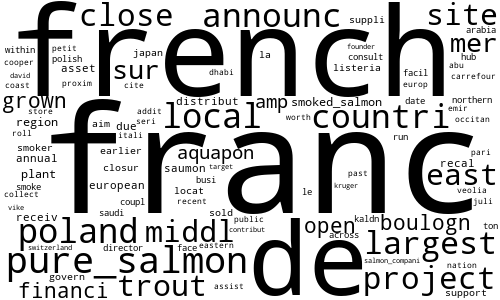 french
close announc site
suppli arabia
within petit polish cooper asset japan la founder consult mer hub
david proxim sur dhabi listeria facil abu carrefour
coast cite europ
grown distribut amp smoked_salmon date northern
store addit seri local worth countri emir occitan
region aim due itali run
roll franc
smoker earlier aquapon pari
annual closur saumon target recal
plant european busi past east
smoke locat recent le kruger veolia
collect coupl juli
vike receiv saudi sold public open kaldn boulogn ton
poland middl contribut de across largest
switzerland director face eastern salmon_compani nation
pure_salmon project
govern
financi trout assist support